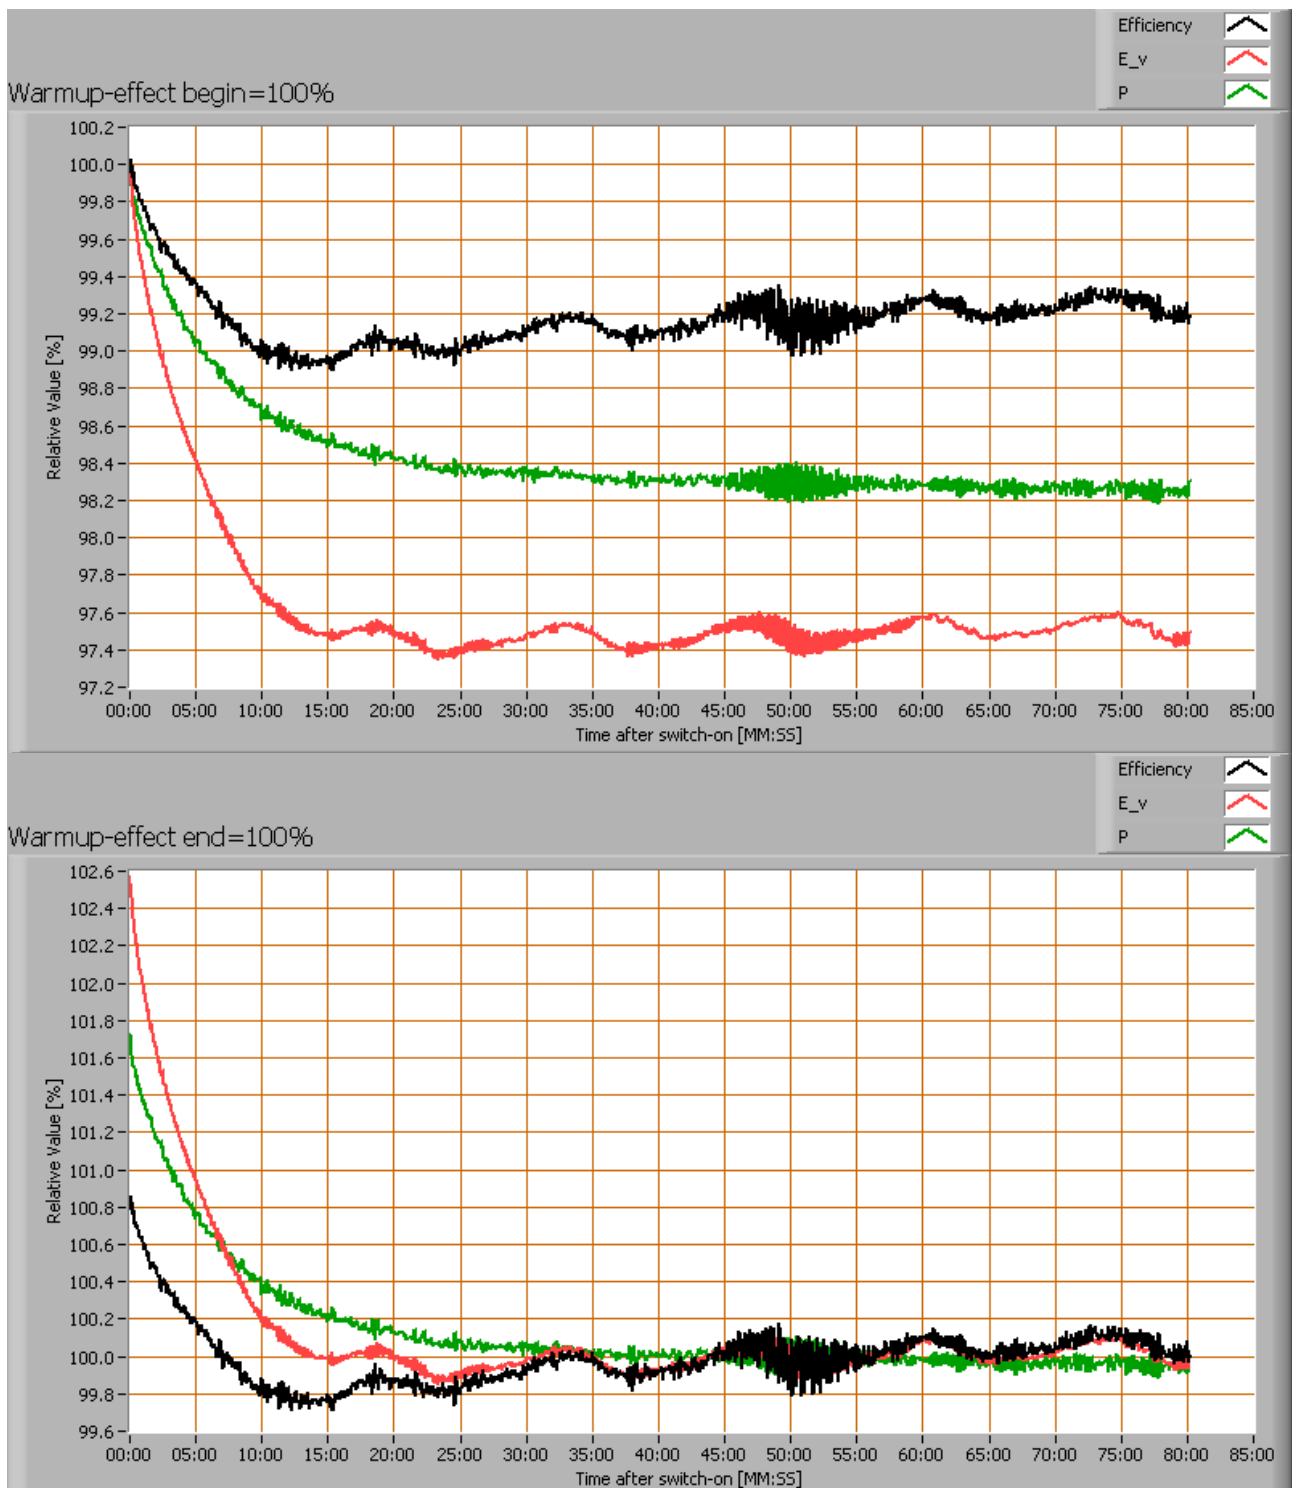 Efficiency
E_v
P
Warmup-effect begin=100%
100.2
100.0
99.8
99.6
99.4
99.2
99.0
98.8
98.6
98.4
98.2
98.0
97.8
97.6
97.4
97.2
Relative Value [%]
00:00 05:00 10:00 15:00 20:00 25:00 30:00 35:00 40:00 45:00 50:00 55:00 60:00 65:00 70:00 75:00 80:00 85:00
Time after switch-on [MM:SS]
Efficiency
E_v
P
Warmup-effect end=100%
102.6
102.4
102.2
102.0
101.8
101.6
101.4
101.2
101.0
100.8
100.6
100.4
100.2
100.0
99.8
99.6
Relative Value [%]
00:00 05:00 10:00 15:00 20:00 25:00 30:00 35:00 40:00 45:00 50:00 55:00 60:00 65:00 70:00 75:00 80:00 85:00
Time after switch-on [MM:SS]